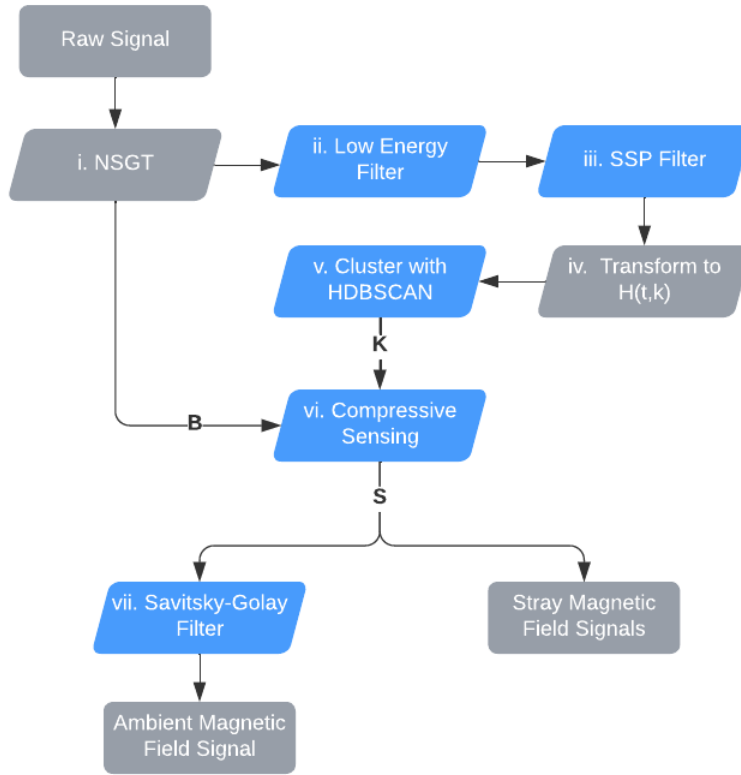 Raw Signal
i. NSGT
ii. Low Energy
Filter
iii. SSP Filter
v. Cluster with
HDBSCAN
iv. Transform to
H(t,k)
K
B
vi. Compressive
Sensing
S
vii. Savitsky-Golay
Filter
Stray Magnetic
Field Signals
Ambient Magnetic
Field Signal